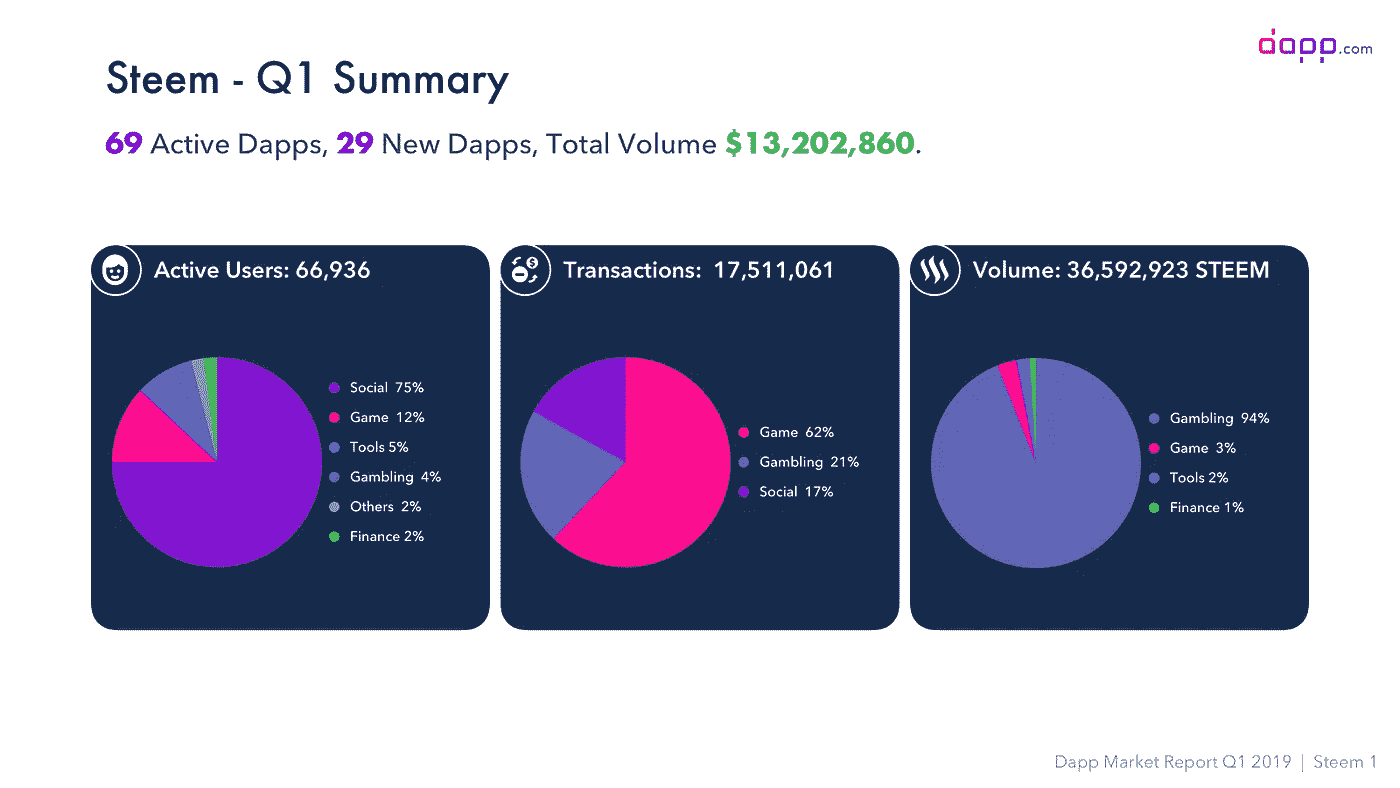 dapp.com
Steem - Q1 Summary
69 Active Dapps, 29 New Dapps, Total Volume $13,202,860.
Active Users: 66,936
Social 75%
Game 12%
Tools 5%
Gambling 4%
Others 2%
Finance 2%
$
Transactions: 17,511,061
Game 62%
Gambling 21%
Social 17%
Volume: 36,592,923 STEEM
Gambling 94%
Game 3%
Tools 2%
Finance 1%
Dapp Market Report Q1 2019 | Steem 1